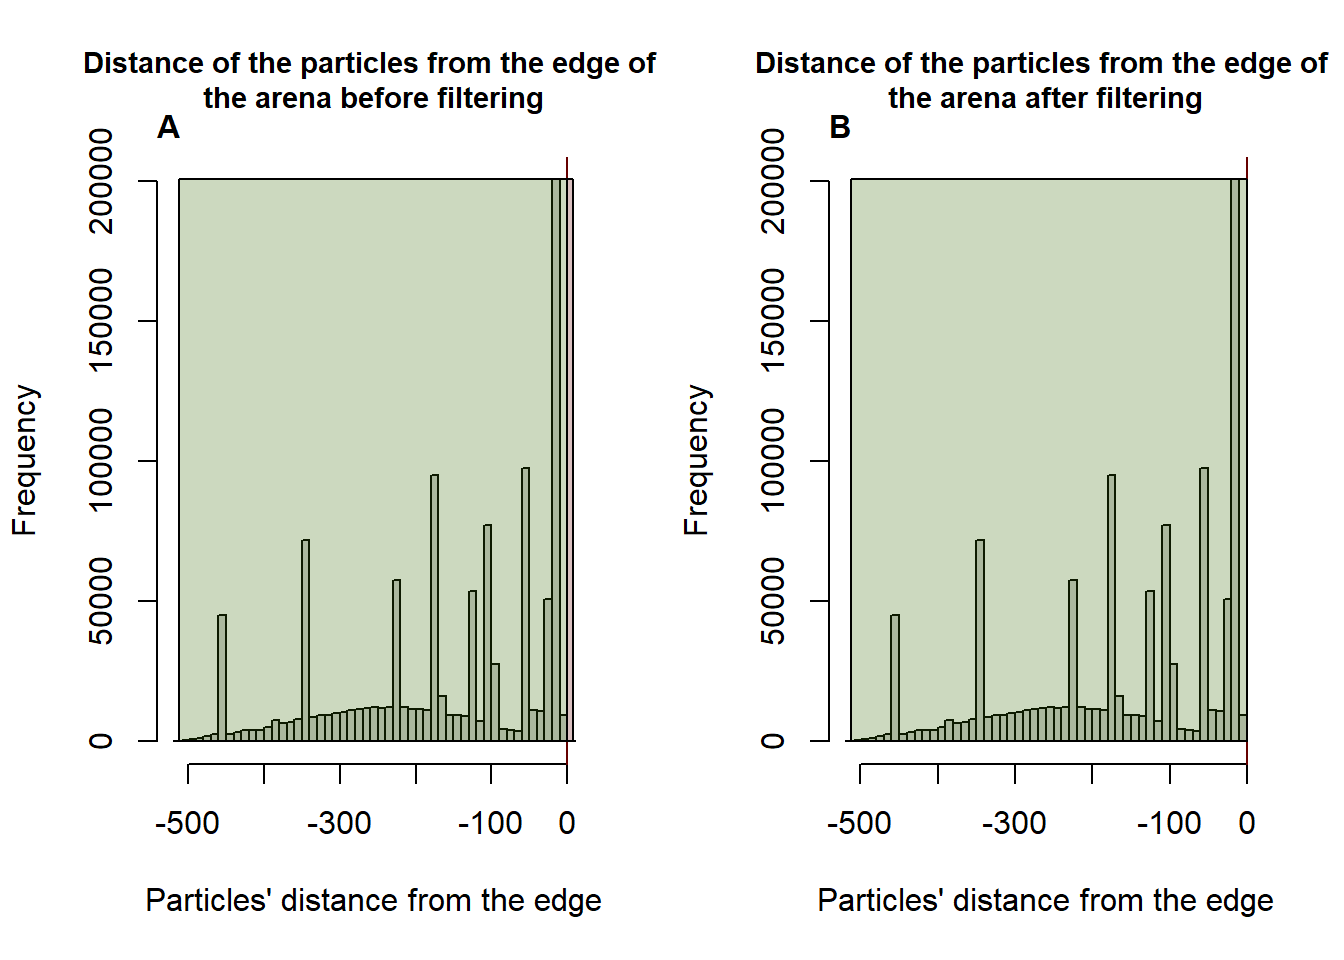 Distance of the particles from the edge of
the arena before filtering
A
200000
150000
100000
50000
0
Frequency
-500
-300
-100
0
Particles' distance from the edge
Distance of the particles from the edge of
the arena after filtering
B
200000
150000
100000
50000
0
Frequency
-500
-300
-100
0
Particles' distance from the edge